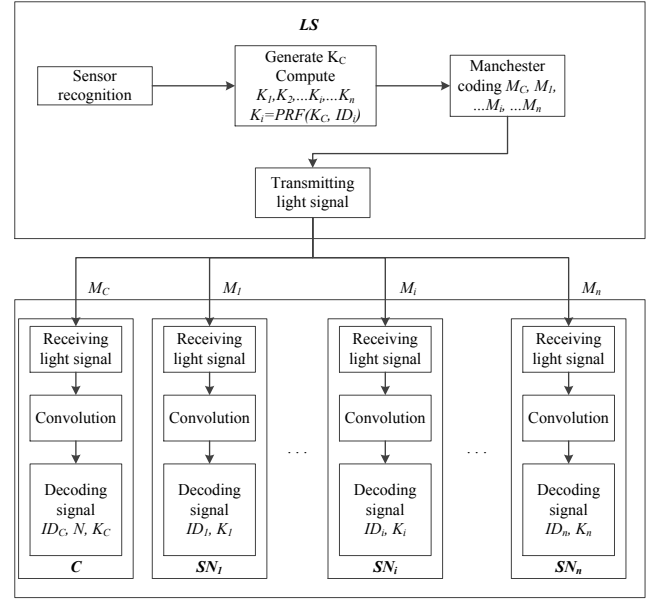 LS
Sensor
recognition
Generate K_C
Compute
K_1,K_2,...K_i,...K_n
K_i=PRF(K_C, ID_i)
Manchester
coding M_C, M_1,
...M_i, ...M_n
Transmitting
light signal
M_C
M_1
M_i
M_n
Receiving
light signal
Convolution
Decoding
signal
ID_C, N, K_C
C
Receiving
light signal
Convolution
Decoding
signal
ID_1, K_1
SN_1
. . .
Receiving
light signal
Convolution
Decoding
signal
ID_i, K_i
SN_i
. . .
Receiving
light signal
Convolution
Decoding
signal
ID_n, K_n
SN_n